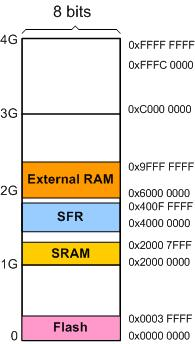 8 bits
4G
0xFFFF FFFF
0xFFFC 0000
3G
0xC000 0000
0x9FFF FFFF
External RAM
2G
0x6000 0000
0x400F FFFF
SFR
0x4000 0000
0x2000 7FFF
SRAM
1G
0x2000 0000
0x0003 FFFF
Flash
0
0x0000 0000